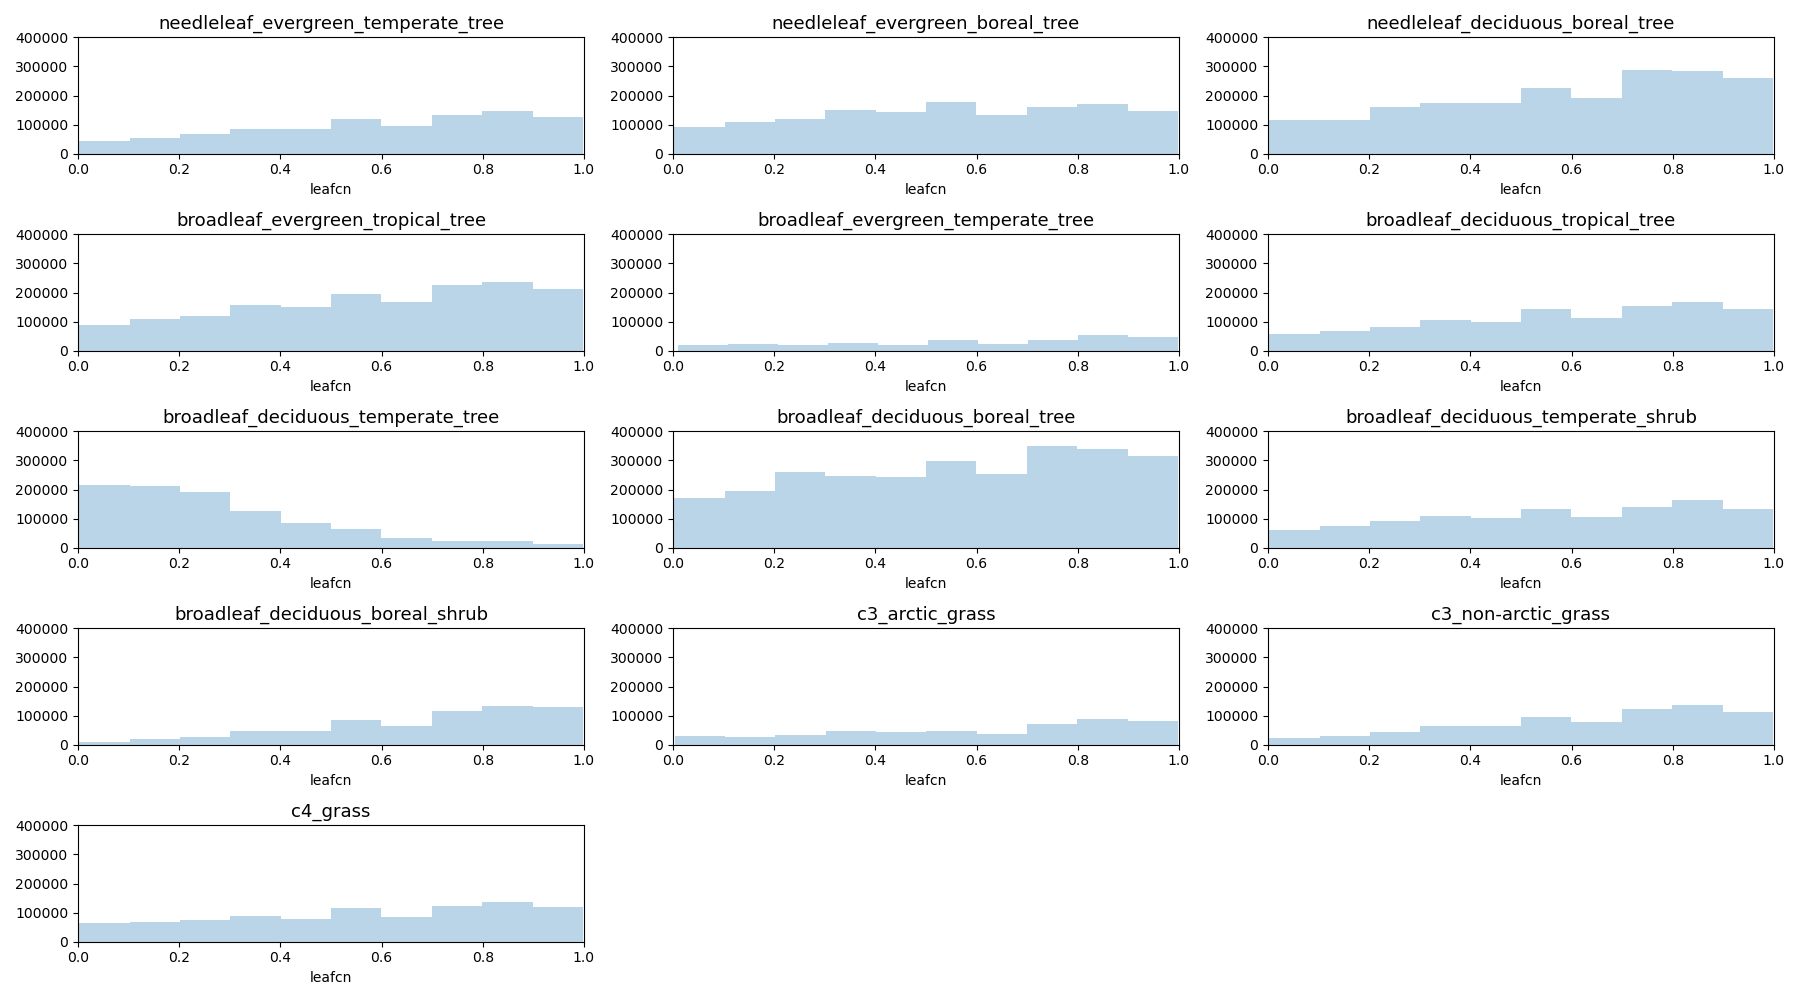 needleleaf_evergreen_temperate_tree
400000
300000
200000
100000
0
0.0 0.2 0.4 0.6 0.8 1.0
leafcn
needleleaf_evergreen_boreal_tree
400000
300000
200000
100000
0
0.0 0.2 0.4 0.6 0.8 1.0
leafcn
needleleaf_deciduous_boreal_tree
400000
300000
200000
100000
0
0.0 0.2 0.4 0.6 0.8 1.0
leafcn
broadleaf_evergreen_tropical_tree
400000
300000
200000
100000
0
0.0 0.2 0.4 0.6 0.8 1.0
leafcn
broadleaf_evergreen_temperate_tree
400000
300000
200000
100000
0
0.0 0.2 0.4 0.6 0.8 1.0
leafcn
broadleaf_deciduous_tropical_tree
400000
300000
200000
100000
0
0.0 0.2 0.4 0.6 0.8 1.0
leafcn
broadleaf_deciduous_temperate_tree
400000
300000
200000
100000
0
0.0 0.2 0.4 0.6 0.8 1.0
leafcn
broadleaf_deciduous_boreal_tree
400000
300000
200000
100000
0
0.0 0.2 0.4 0.6 0.8 1.0
leafcn
broadleaf_deciduous_temperate_shrub
400000
300000
200000
100000
0
0.0 0.2 0.4 0.6 0.8 1.0
leafcn
broadleaf_deciduous_boreal_shrub
400000
300000
200000
100000
0
0.0 0.2 0.4 0.6 0.8 1.0
leafcn
c3_arctic_grass
400000
300000
200000
100000
0
0.0 0.2 0.4 0.6 0.8 1.0
leafcn
c3_non-arctic_grass
400000
300000
200000
100000
0
0.0 0.2 0.4 0.6 0.8 1.0
leafcn
c4_grass
400000
300000
200000
100000
0
0.0 0.2 0.4 0.6 0.8 1.0
leafcn